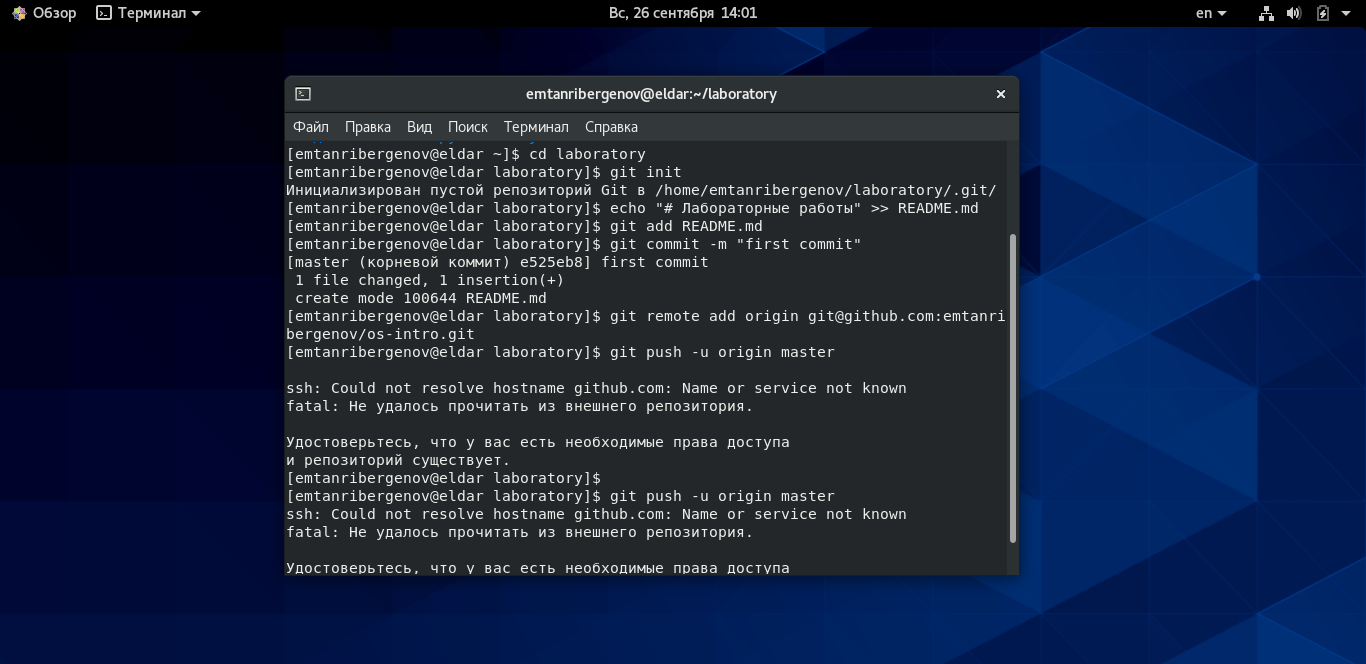 Обзор Терминал Вс, 26 сентября 14:01 en
emtanribergenov@eldar:~/laboratory
Файл Правка Вид Поиск Терминал Справка
[emtanribergenov@eldar ~]$ cd laboratory
[emtanribergenov@eldar laboratory]$ git init
Инициализирован пустой репозиторий Git в /home/emtanribergenov/laboratory/.git/
[emtanribergenov@eldar laboratory]$ echo "# Лабораторные работы" >> README.md
[emtanribergenov@eldar laboratory]$ git add README.md
[emtanribergenov@eldar laboratory]$ git commit -m "first commit"
[master (корневой коммит) e525eb8] first commit
 1 file changed, 1 insertion(+)
 create mode 100644 README.md
[emtanribergenov@eldar laboratory]$ git remote add origin git@github.com:emtanri
bergenov/os-intro.git
[emtanribergenov@eldar laboratory]$ git push -u origin master
ssh: Could not resolve hostname github.com: Name or service not known
fatal: Не удалось прочитать из внешнего репозитория.
Удостоверьтесь, что у вас есть необходимые права доступа
и репозиторий существует.
[emtanribergenov@eldar laboratory]$
[emtanribergenov@eldar laboratory]$ git push -u origin master
ssh: Could not resolve hostname github.com: Name or service not known
fatal: Не удалось прочитать из внешнего репозитория.
Удостоверьтесь, что у вас есть необходимые права доступа